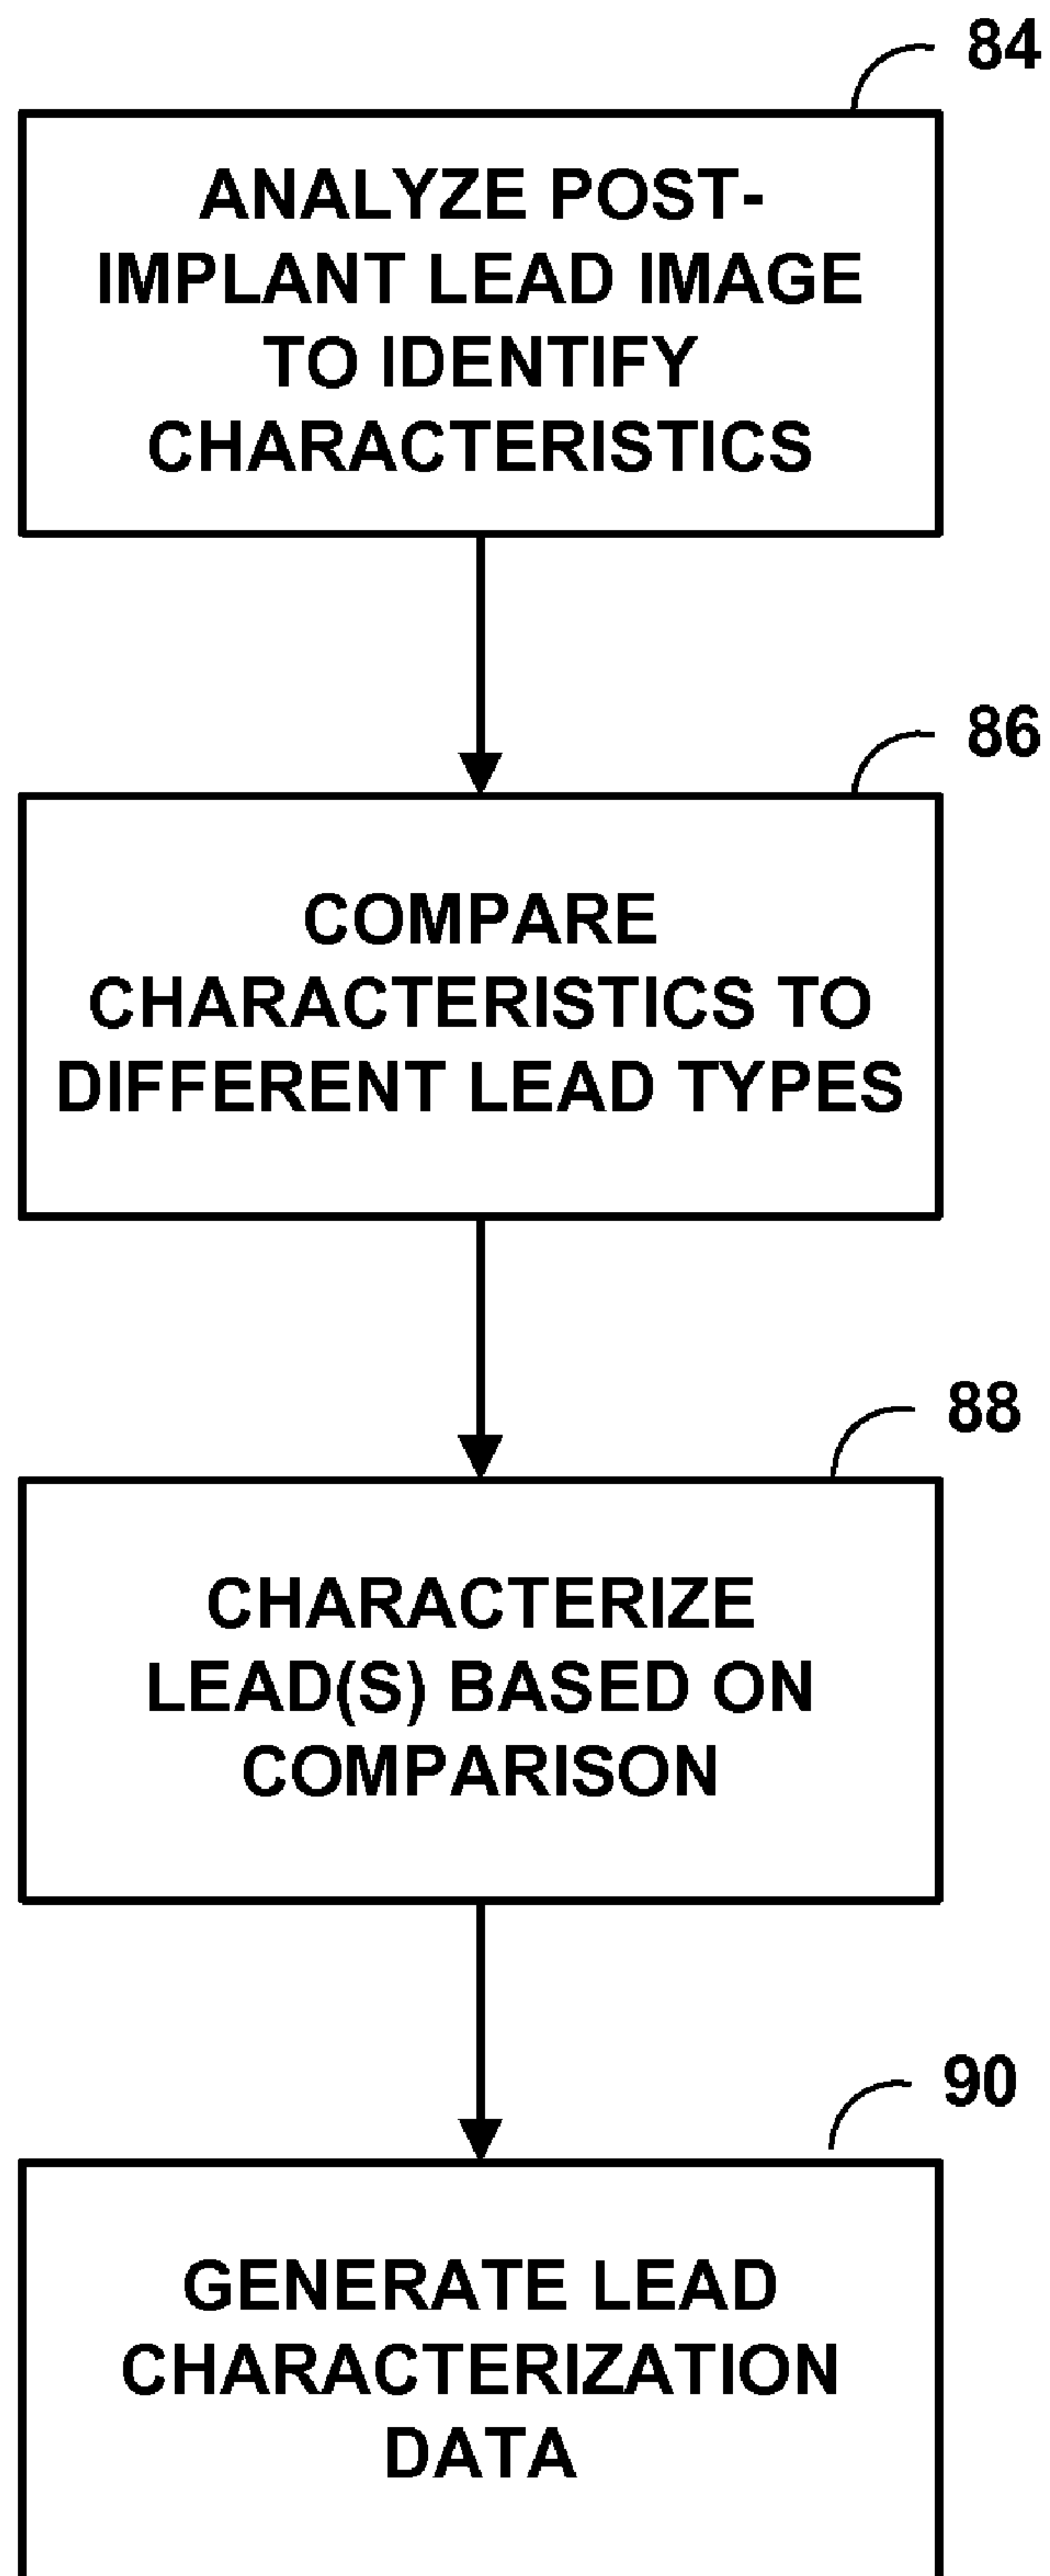 84
ANALYZE POST-
IMPLANT LEAD IMAGE
TO IDENTIFY
CHARACTERISTICS
86
COMPARE
CHARACTERISTICS TO
DIFFERENT LEAD TYPES
88
CHARACTERIZE
LEAD(S) BASED ON
COMPARISON
90
GENERATE LEAD
CHARACTERIZATION
DATA